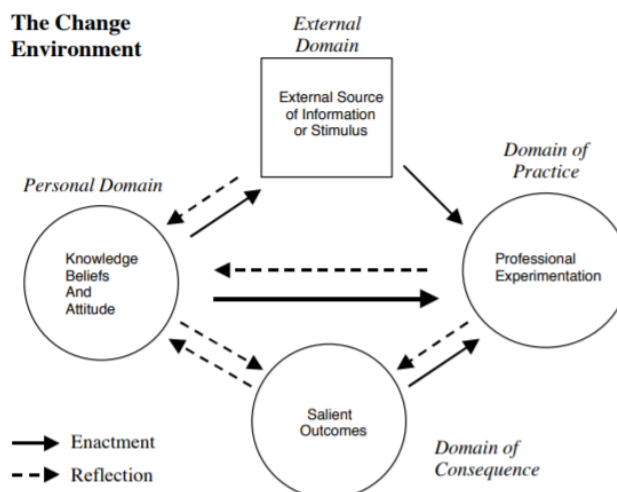 The Change
Environment
External
Domain
External Source
of Information
or Stimulus
Domain of
Practice
Personal Domain
Knowledge
Beliefs
And
Attitude
Professional
Experimentation
Salient
Outcomes
Enactment
Reflection
Domain of
Consequence